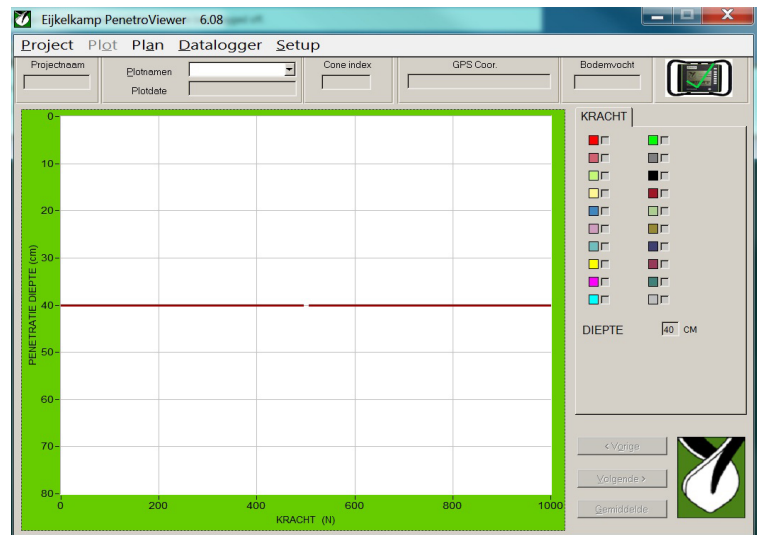 Eijkelkamp PenetroViewer 6.08
X
Project Plot Plan Datalogger Setup
Projectnaam Plotnamen Cone index GPS Coor. Bodemvocht
Plotdate
KRACHT
PENETRATIE DIEPTE (cm)
0
10
20
30
40
50
60
70
80
0 200 400 600 800 1000
KRACHT (N)
DIEPTE 40 CM
< Vorige
Volgende >
Gemiddelde